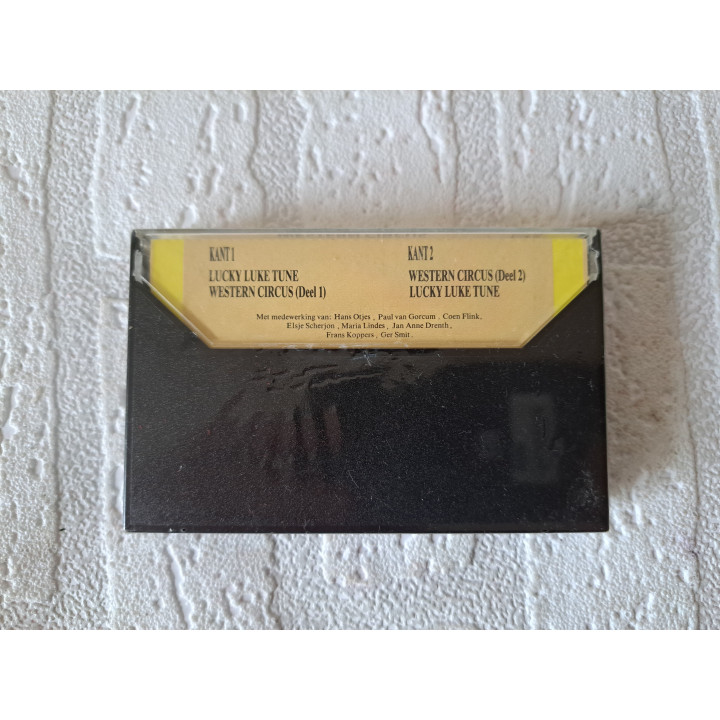 KANT 1
LUCKY LUKE TUNE
WESTERN CIRCUS (Deel 1)
KANT 2
WESTERN CIRCUS (Deel 2)
LUCKY LUKE TUNE
Met medewerking van: Hans Otjes , Paul van Gorcum , Coen Flink,
Elsje Scherjon , Maria Lindes , Jan Anne Drenth,
Frans Koppers , Ger Smit .